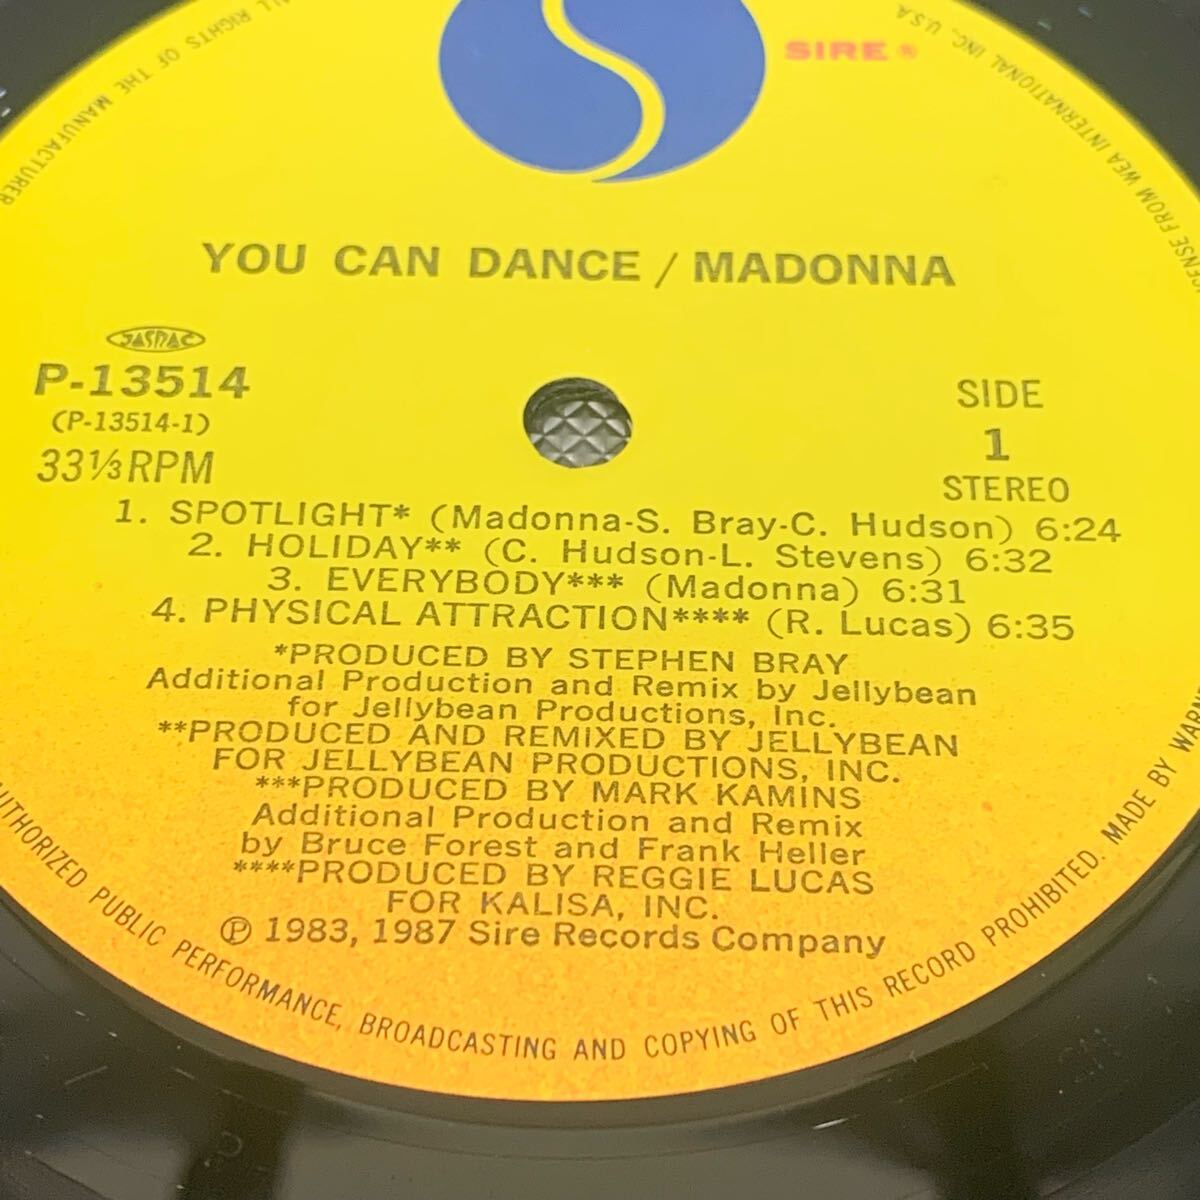 SIRE ®
YOU CAN DANCE / MADONNA
JASRAC
P-13514
(P-13514-1)
33⅓RPM
SIDE
1
STEREO
1. SPOTLIGHT* (Madonna-S. Bray-C. Hudson) 6:24
2. HOLIDAY** (C. Hudson-L. Stevens) 6:32
3. EVERYBODY*** (Madonna) 6:31
4. PHYSICAL ATTRACTION**** (R. Lucas) 6:35
*PRODUCED BY STEPHEN BRAY
Additional Production and Remix by Jellybean
for Jellybean Productions, Inc.
**PRODUCED AND REMIXED BY JELLYBEAN
FOR JELLYBEAN PRODUCTIONS, INC.
***PRODUCED BY MARK KAMINS
Additional Production and Remix
by Bruce Forest and Frank Heller
****PRODUCED BY REGGIE LUCAS
FOR KALISA, INC.
℗ 1983, 1987 Sire Records Company
ALL RIGHTS OF THE MANUFACTURER
AUTHORIZED PUBLIC PERFORMANCE, BROADCASTING AND COPYING OF THIS RECORD PROHIBITED. MADE BY
FROM WEA INTERNATIONAL INC., U.S.A